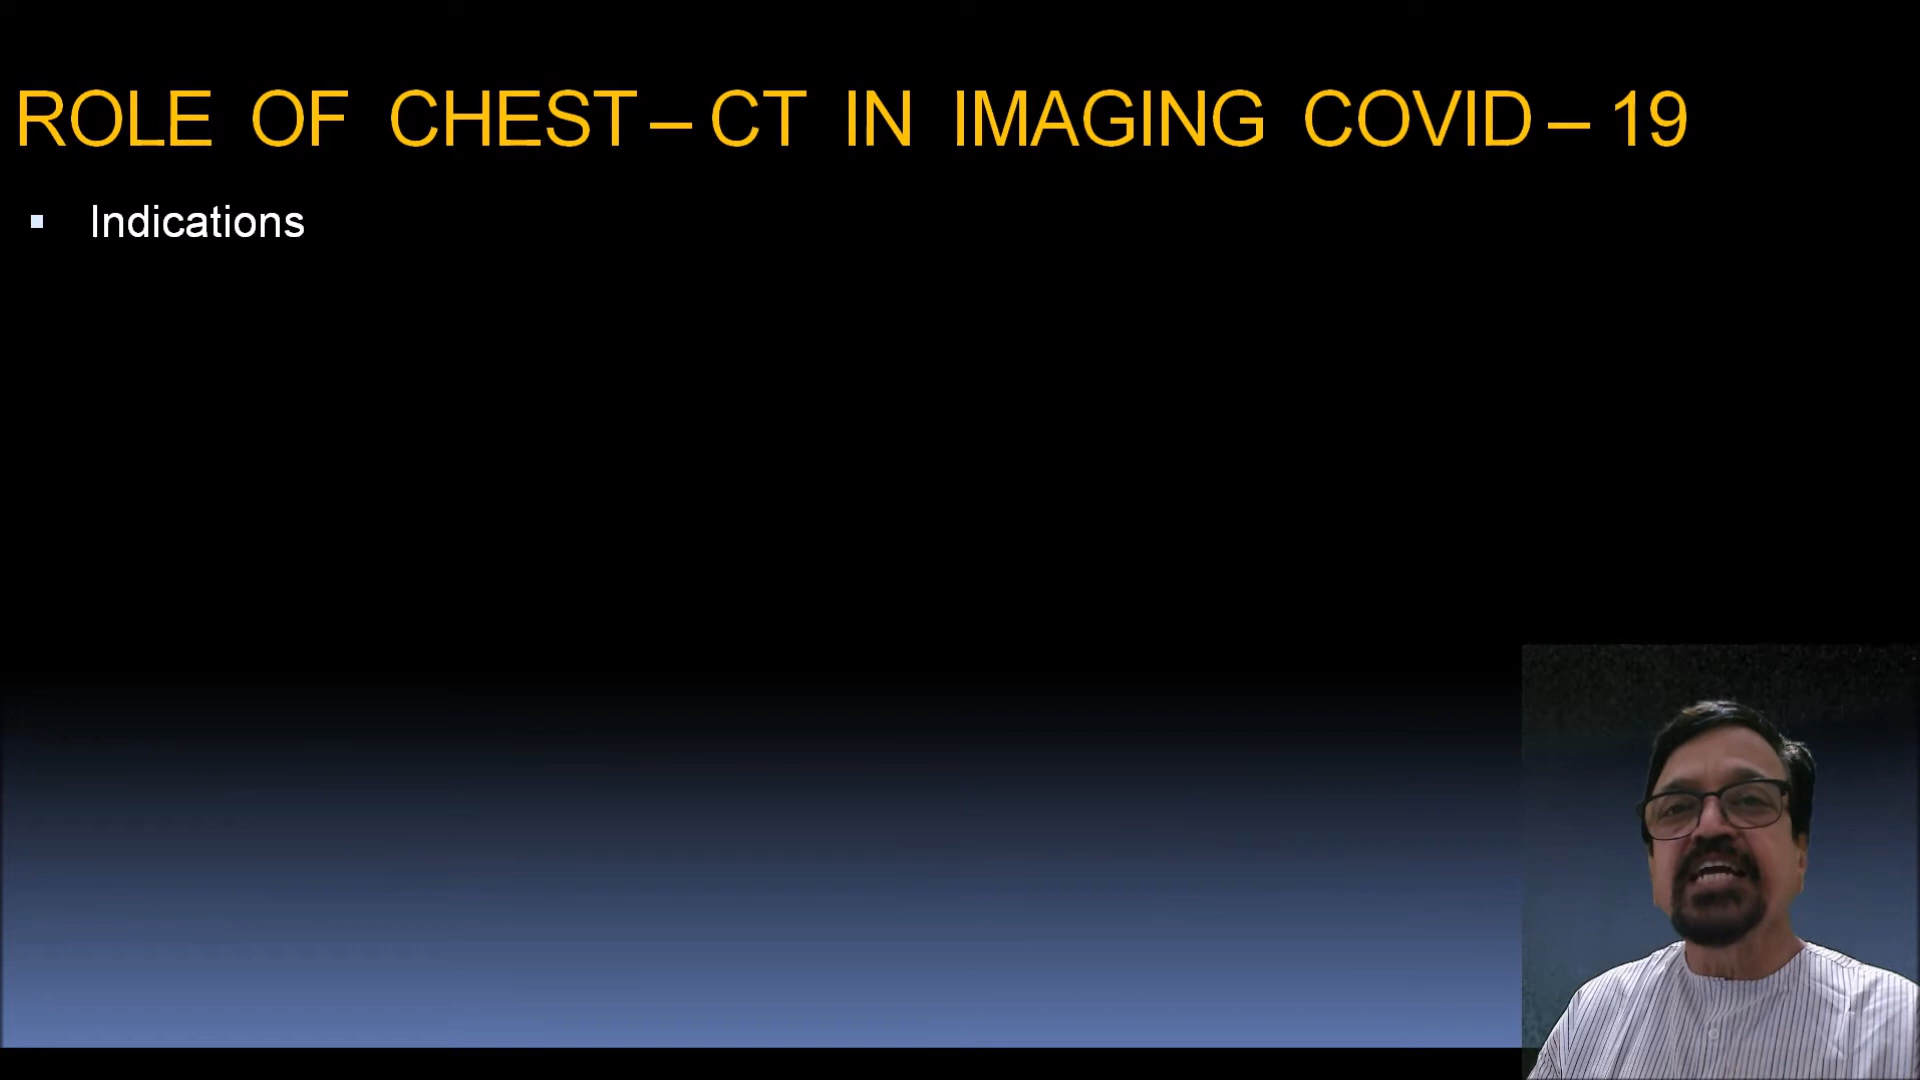 ROLE OF CHEST – CT IN IMAGING COVID – 19
▪ Indications